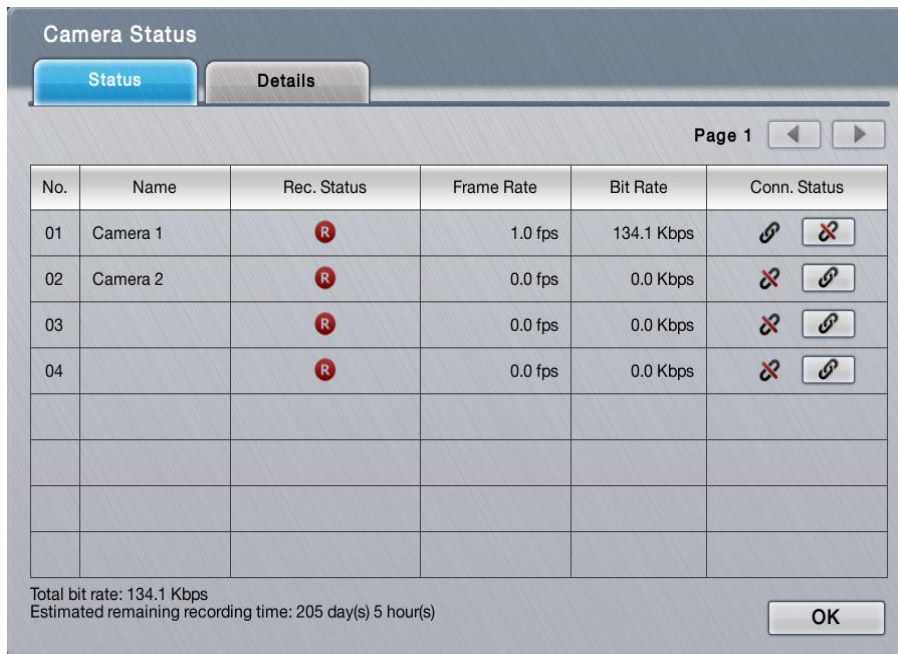 Camera Status
Status Details
Page 1
No. Name Rec. Status Frame Rate Bit Rate Conn. Status
01 Camera 1 R 1.0 fps 134.1 Kbps
02 Camera 2 R 0.0 fps 0.0 Kbps
03 R 0.0 fps 0.0 Kbps
04 R 0.0 fps 0.0 Kbps
Total bit rate: 134.1 Kbps
Estimated remaining recording time: 205 day(s) 5 hour(s)
OK